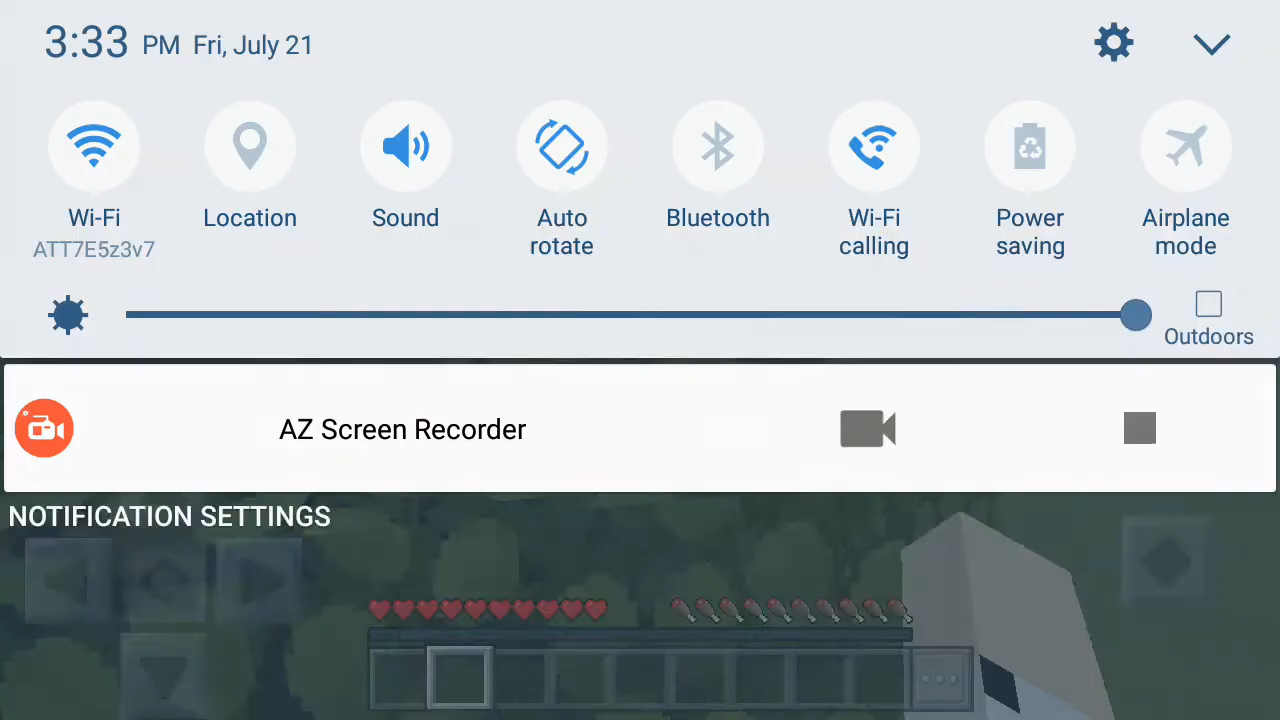 3:33 PM Fri, July 21
Wi-Fi
ATT7E5z3v7
Location
Sound
Auto
rotate
Bluetooth
Wi-Fi
calling
Power
saving
Airplane
mode
Outdoors
AZ Screen Recorder
NOTIFICATION SETTINGS